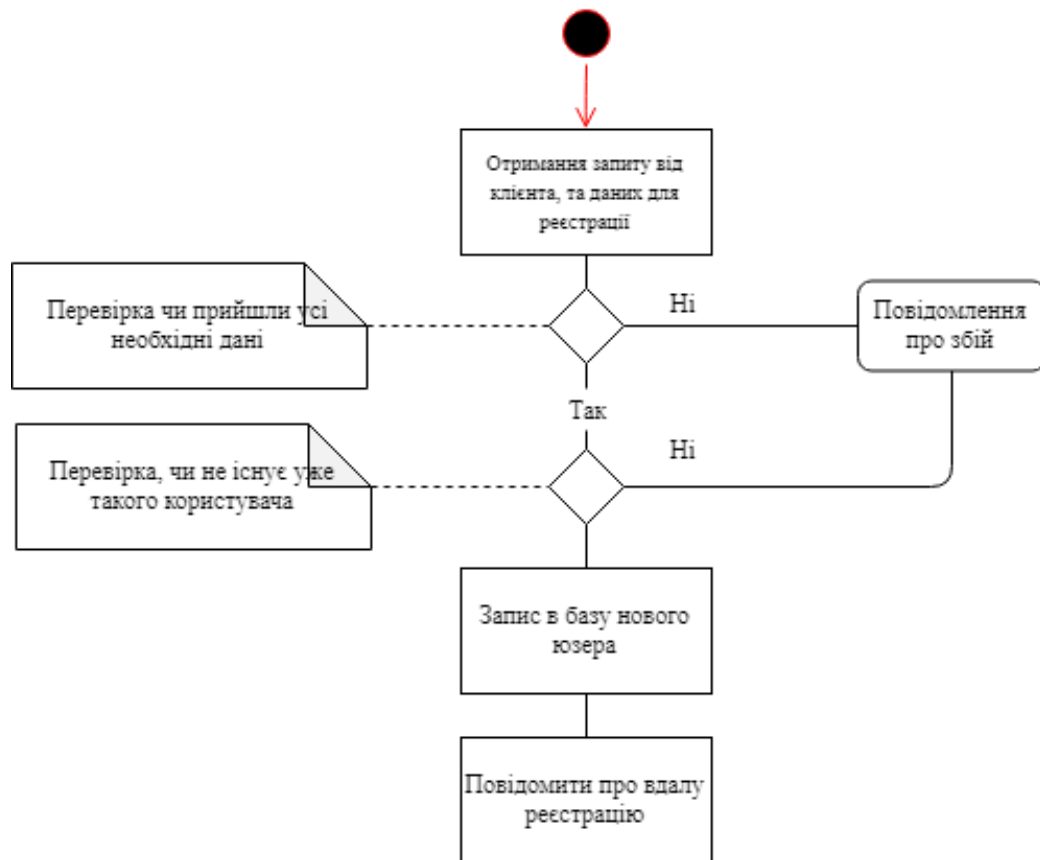 Отримання запиту від
клієнта, та даних для
реєстрації
Перевірка чи прийшли усі
необхідні дані
Ні
Повідомлення
про збій
Так
Перевірка, чи не існує уже
такого користувача
Ні
Запис в базу нового
юзера
Повідомити про вдалу
реєстрацію